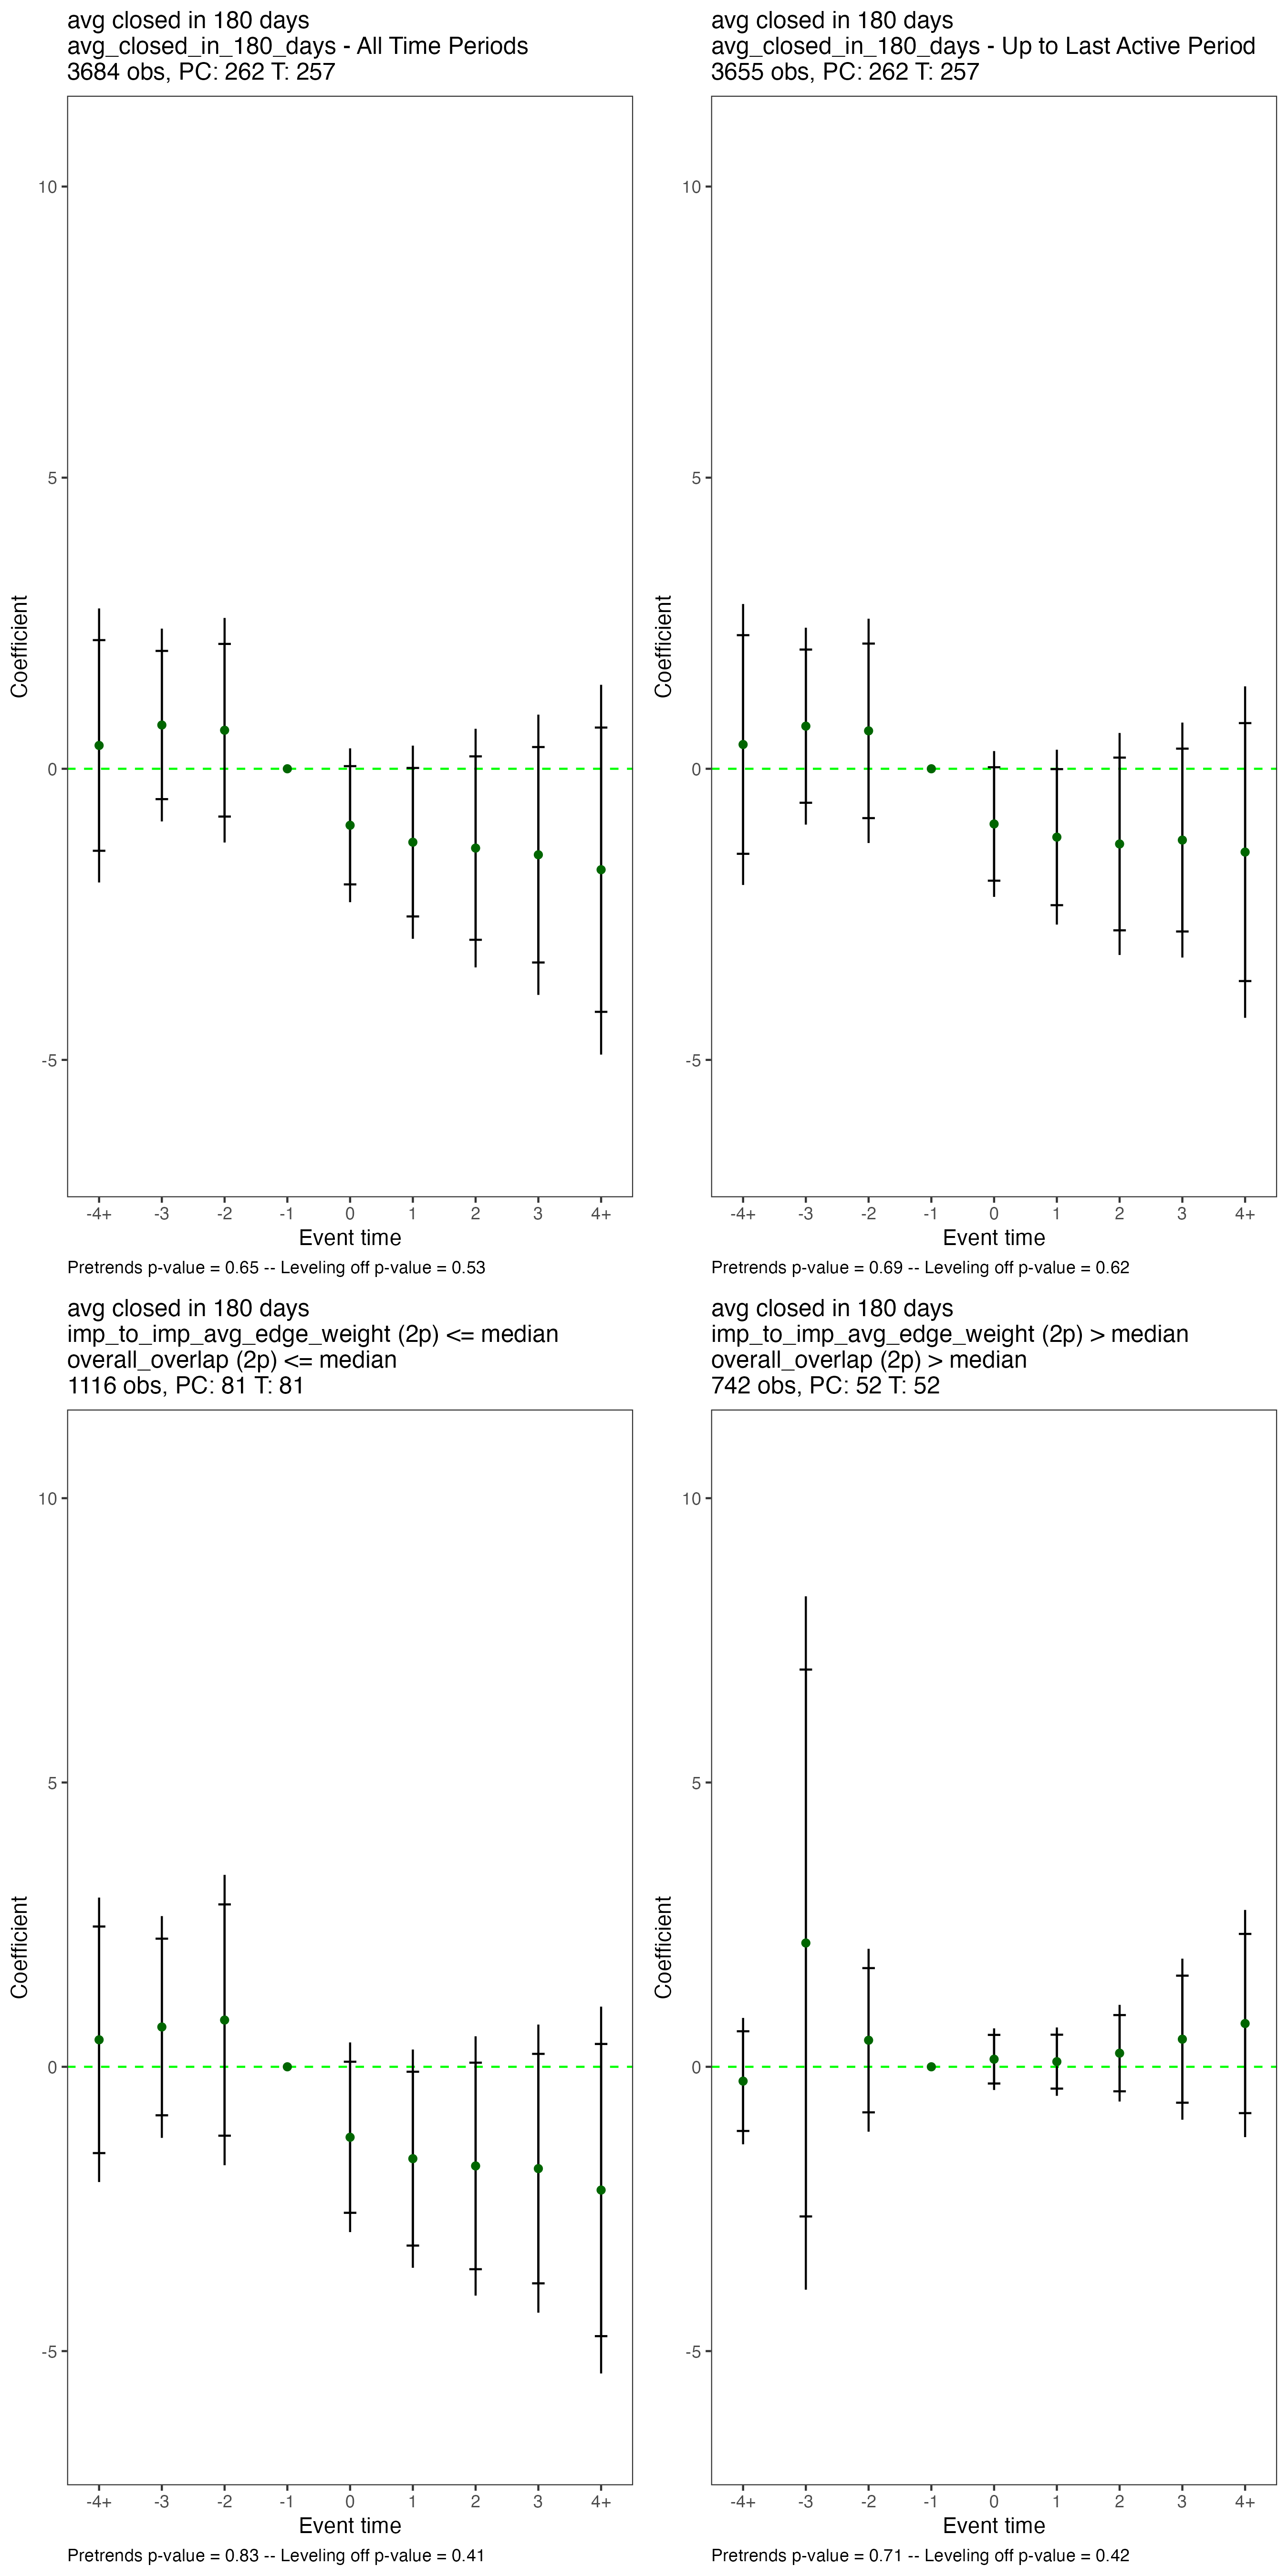 avg closed in 180 days
avg_closed_in_180_days - All Time Periods
3684 obs, PC: 262 T: 257
10
5
0
-5
Coefficient
-4+ -3 -2 -1 0 1 2 3 4+
Event time
Pretrends p-value = 0.65 -- Leveling off p-value = 0.53
avg closed in 180 days
avg_closed_in_180_days - Up to Last Active Period
3655 obs, PC: 262 T: 257
10
5
0
-5
Coefficient
-4+ -3 -2 -1 0 1 2 3 4+
Event time
Pretrends p-value = 0.69 -- Leveling off p-value = 0.62
avg closed in 180 days
imp_to_imp_avg_edge_weight (2p) <= median
overall_overlap (2p) <= median
1116 obs, PC: 81 T: 81
10
5
0
-5
Coefficient
-4+ -3 -2 -1 0 1 2 3 4+
Event time
Pretrends p-value = 0.83 -- Leveling off p-value = 0.41
avg closed in 180 days
imp_to_imp_avg_edge_weight (2p) > median
overall_overlap (2p) > median
742 obs, PC: 52 T: 52
10
5
0
-5
Coefficient
-4+ -3 -2 -1 0 1 2 3 4+
Event time
Pretrends p-value = 0.71 -- Leveling off p-value = 0.42